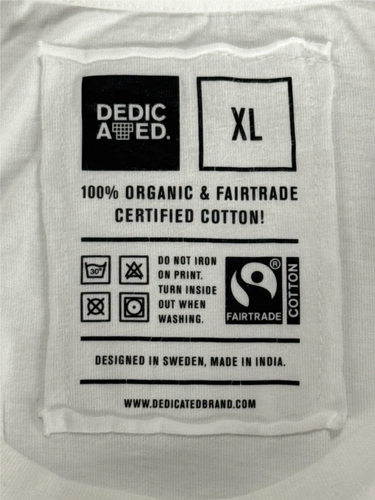 DEDIC
ATED.
XL
100% ORGANIC & FAIRTRADE
CERTIFIED COTTON!
30°
DO NOT IRON
ON PRINT.
TURN INSIDE
OUT WHEN
WASHING.
®
FAIRTRADE
COTTON
DESIGNED IN SWEDEN, MADE IN INDIA.
WWW.DEDICATEDBRAND.COM